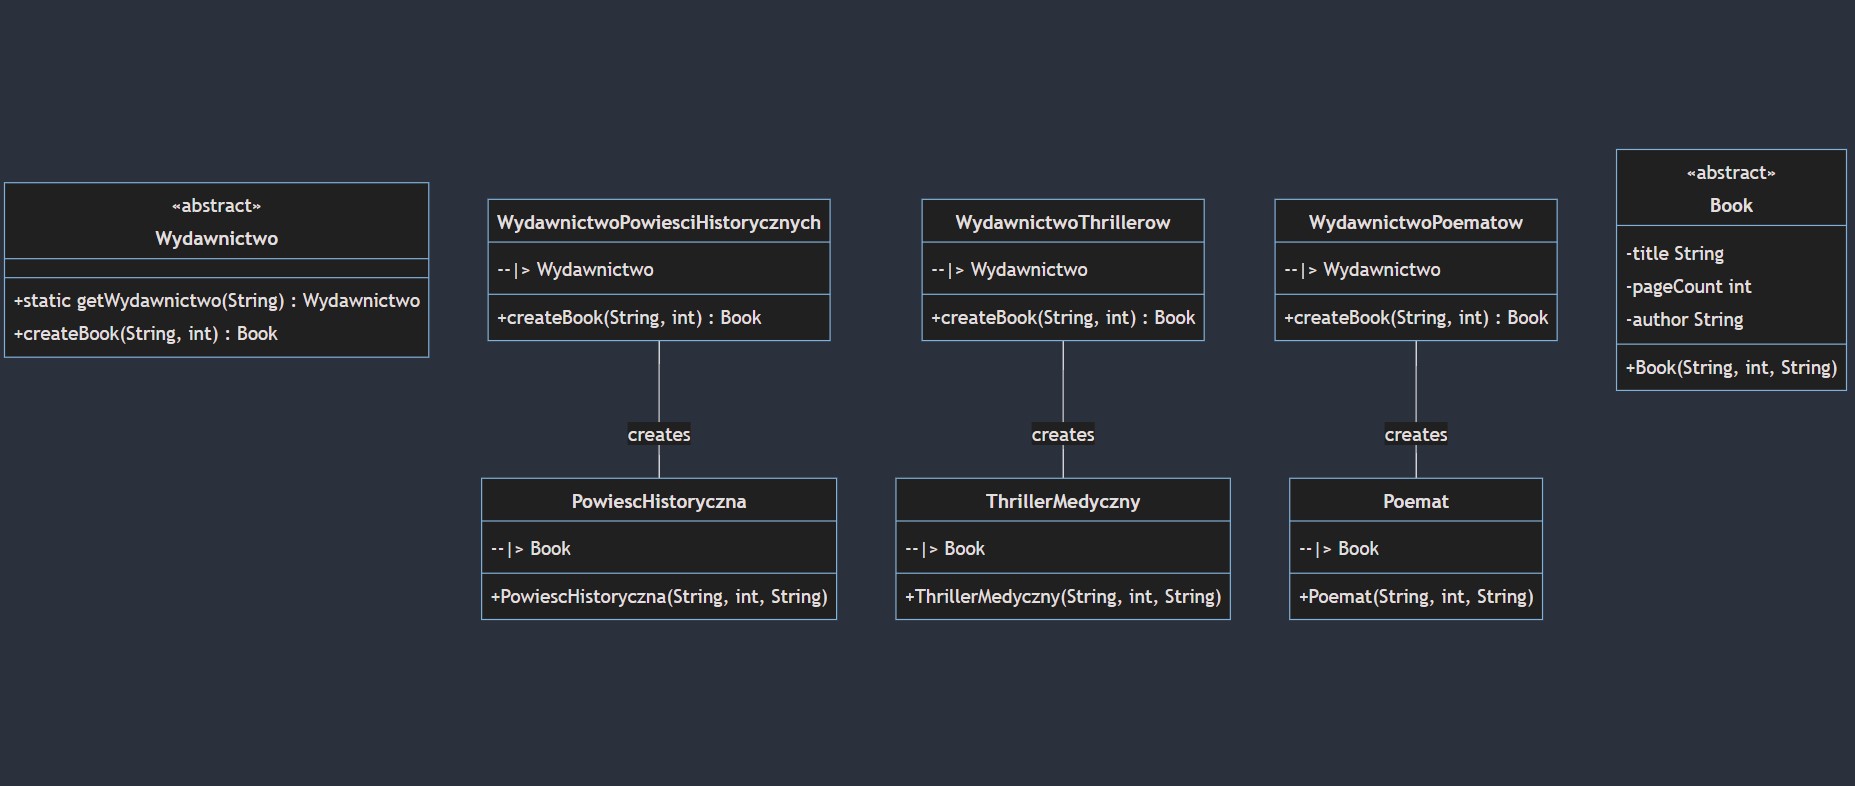 «abstract»
Wydawnictwo
+static getWydawnictwo(String) : Wydawnictwo
+createBook(String, int) : Book
WydawnictwoPowiesciHistorycznych
--|> Wydawnictwo
+createBook(String, int) : Book
WydawnictwoThrillerow
--|> Wydawnictwo
+createBook(String, int) : Book
WydawnictwoPoematow
--|> Wydawnictwo
+createBook(String, int) : Book
«abstract»
Book
-title String
-pageCount int
-author String
+Book(String, int, String)
creates
creates
creates
PowiescHistoryczna
--|> Book
+PowiescHistoryczna(String, int, String)
ThrillerMedyczny
--|> Book
+ThrillerMedyczny(String, int, String)
Poemat
--|> Book
+Poemat(String, int, String)